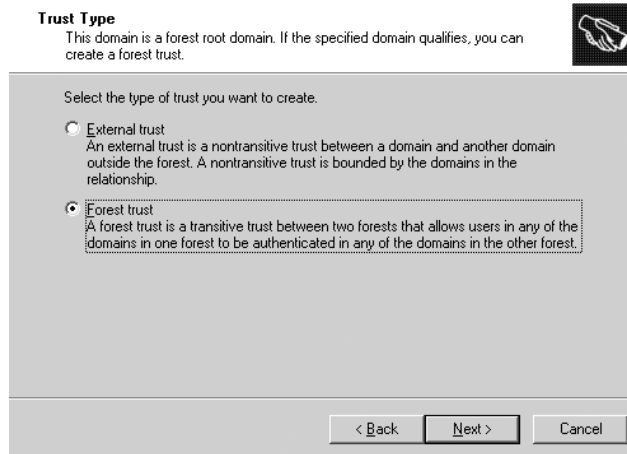 Trust Type
This domain is a forest root domain. If the specified domain qualifies, you can
create a forest trust.
Select the type of trust you want to create.
External trust
An external trust is a nontransitive trust between a domain and another domain
outside the forest. A nontransitive trust is bounded by the domains in the
relationship.
Forest trust
A forest trust is a transitive trust between two forests that allows users in any of the
domains in one forest to be authenticated in any of the domains in the other forest.
< Back Next > Cancel